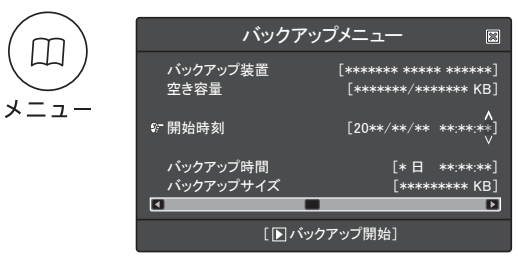 メニュー
バックアップメニュー
バックアップ装置 [******* ***** ******]
空き容量 [*******/******* KB]
開始時刻 [20**/**/** **:**:**]
バックアップ時間 [* 日 **:**:**]
バックアップサイズ [********* KB]
[▶バックアップ開始]